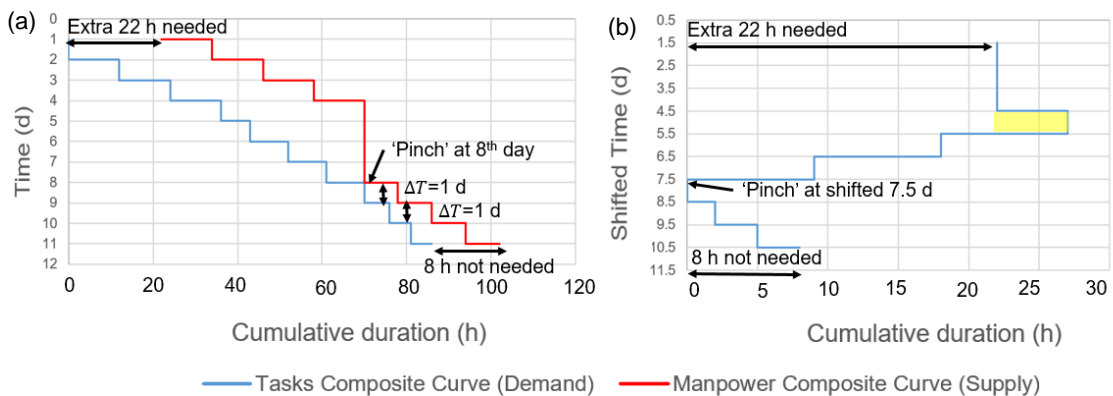 (a)
Extra 22 h needed
0
1
2
3
4
5
6
7
8
9
10
11
12
Time (d)
'Pinch' at 8th day
ΔT=1 d
ΔT=1 d
8 h not needed
0 20 40 60 80 100 120
Cumulative duration (h)
(b)
Extra 22 h needed
0.5
1.5
2.5
3.5
4.5
5.5
6.5
7.5
8.5
9.5
10.5
11.5
Shifted Time (d)
'Pinch' at shifted 7.5 d
8 h not needed
0 5 10 15 20 25 30
Cumulative duration (h)
Tasks Composite Curve (Demand)
Manpower Composite Curve (Supply)